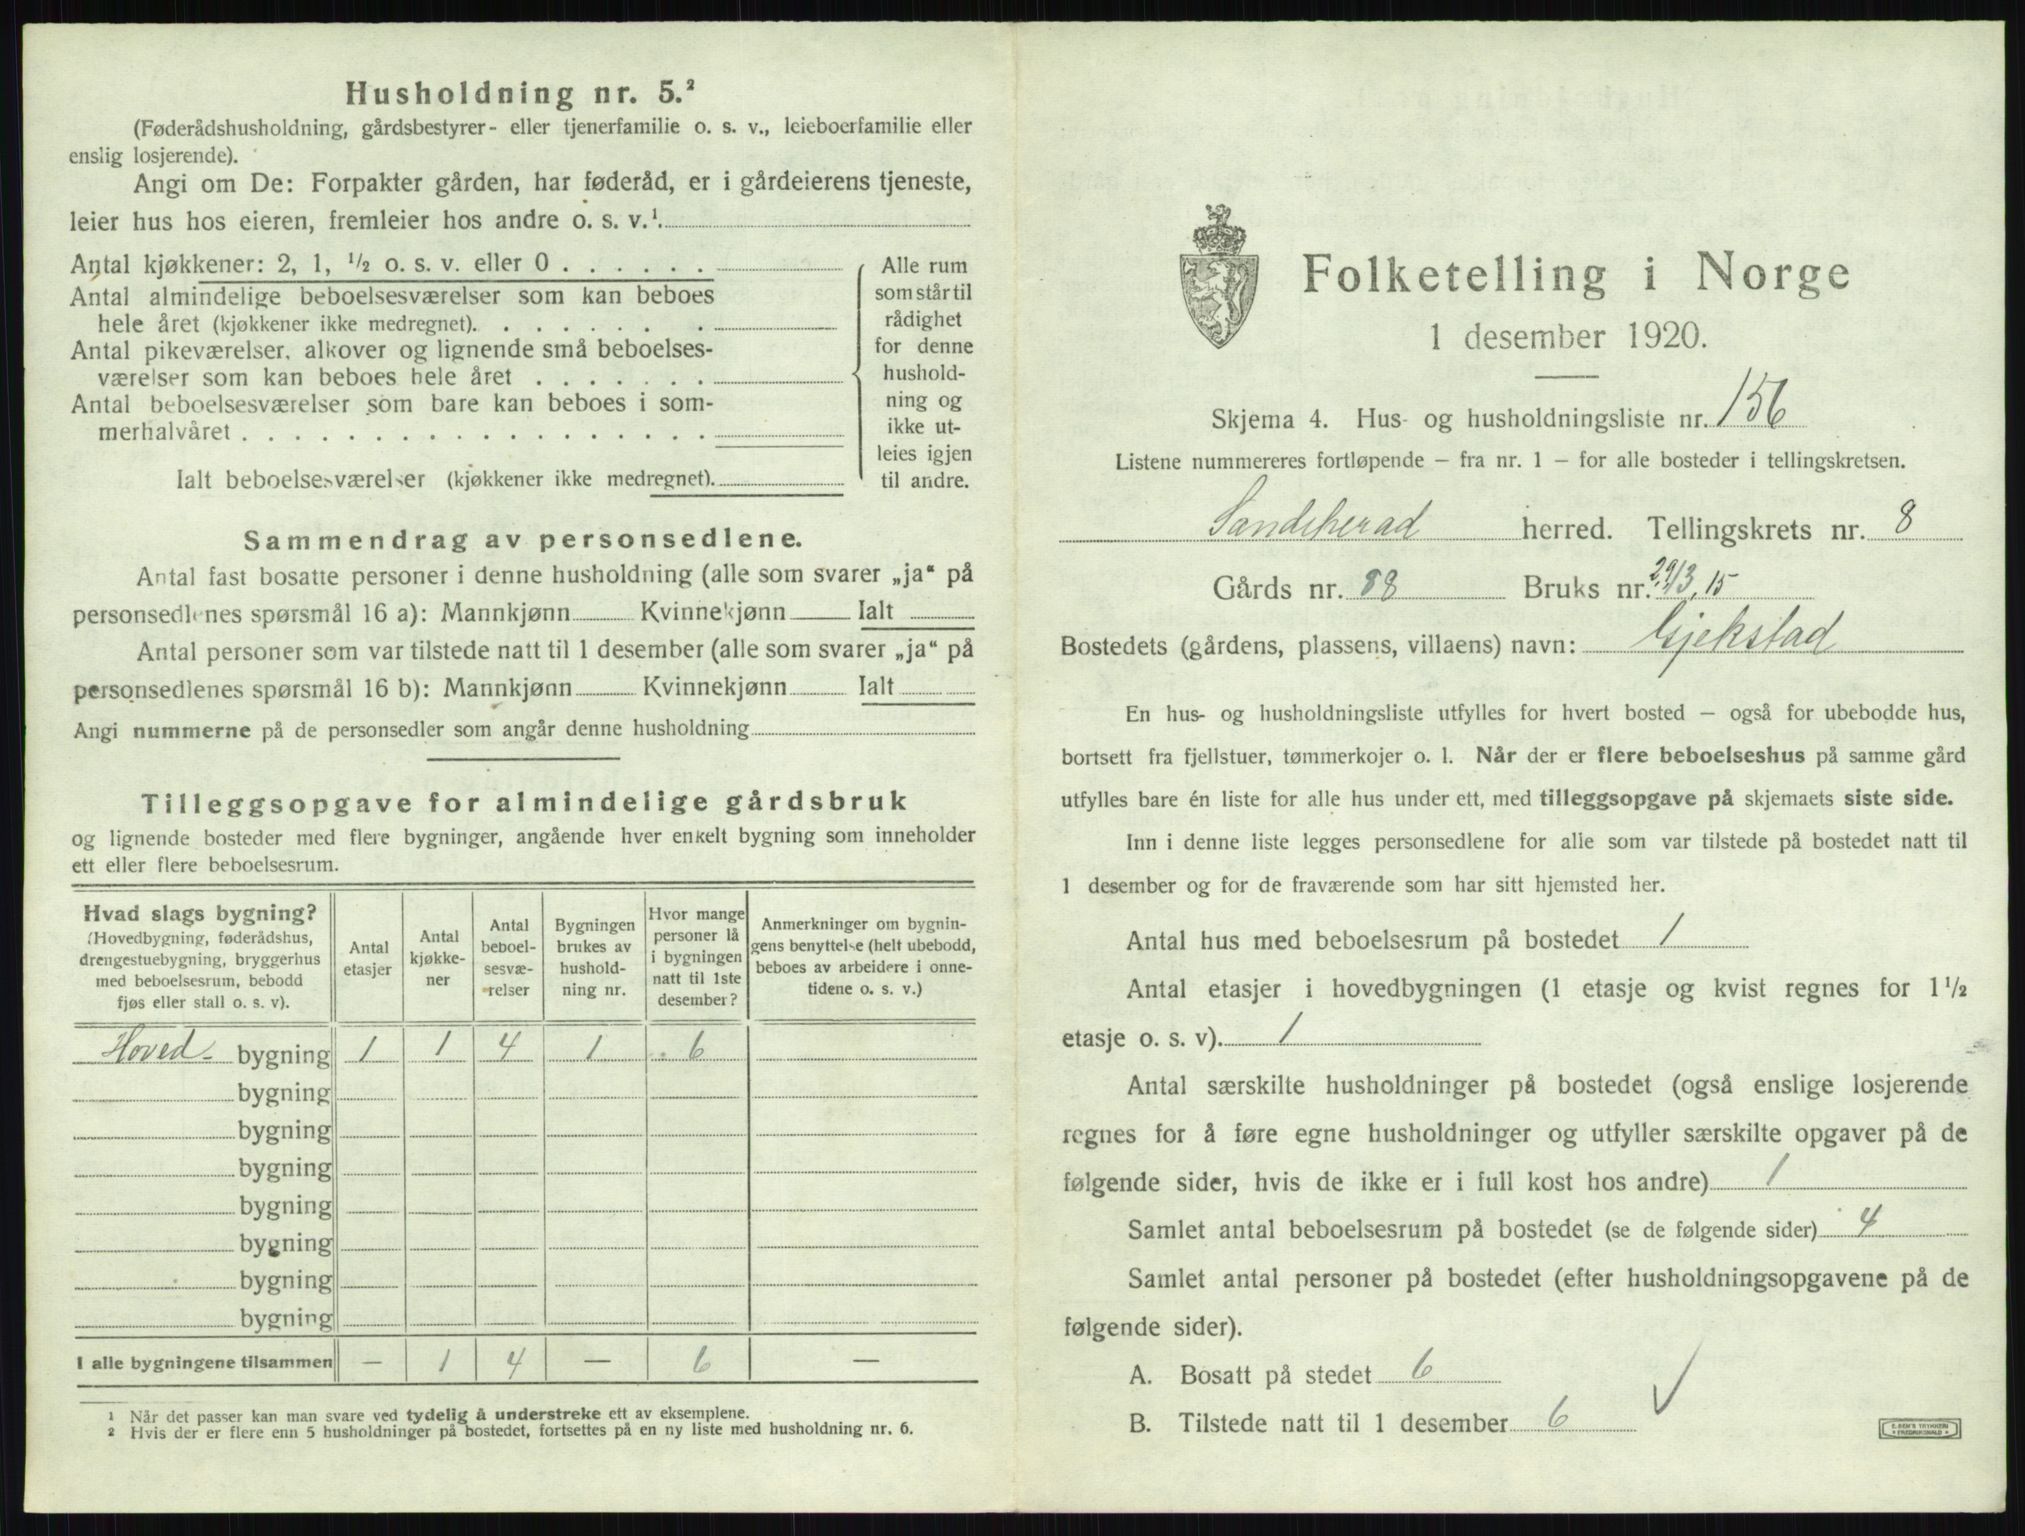 Husholdning nr. 5.²
(Føderådshusholdning, gårdsbestyrer- eller tjenerfamilie o. s. v., leieboerfamilie eller
enslig losjerende).
Angi om De: Forpakter gården, har føderåd, er i gårdeierens tjeneste,
leier hus hos eieren, fremleier hos andre o. s. v.¹.
Antal kjøkkener: 2, 1, ½ o. s. v. eller 0 . . . . . .
Antal almindelige beboelsesværelser som kan beboes
hele året (kjøkkener ikke medregnet). . . . . . . .
Antal pikeværelser, alkover og lignende små beboelses-
værelser som kan beboes hele året . . . . . . .
Antal beboelsesværelser som bare kan beboes i som-
merhalvåret . . . . . . . . . . . . . . . . . .
Ialt beboelsesværelser (kjøkkener ikke medregnet).
Alle rum
som står til
rådighet
for denne
hushold-
ning og
ikke ut-
leies igjen
til andre.
Sammendrag av personsedlene.
Antal fast bosatte personer i denne husholdning (alle som svarer „ja“ på
personsedlenes spørsmål 16 a): Mannkjønn Kvinnekjønn Ialt
Antal personer som var tilstede natt til 1 desember (alle som svarer „ja“ på
personsedlenes spørsmål 16 b): Mannkjønn Kvinnekjønn Ialt
Angi nummerne på de personsedler som angår denne husholdning
Tilleggsopgave for almindelige gårdsbruk
og lignende bosteder med flere bygninger, angående hver enkelt bygning som inneholder
ett eller flere beboelsesrum.
Hvad slags bygning?
(Hovedbygning, føderådshus,
drengestuebygning, bryggerhus
med beboelsesrum, bebodd
fjøs eller stall o. s. v).
Antal
etasjer
Antal
kjøkke-
ner
Antal
beboel-
sesvæ-
relser
Bygningen
brukes av
hushold-
ning nr.
Hvor mange
personer lå
i bygningen
natt til 1ste
desember?
Anmerkninger om bygnin-
gens benyttelse (helt ubebodd,
beboes av arbeidere i onne-
tidene o. s. v.)
Hoved- bygning 1 1 4 1 6
bygning
bygning
bygning
bygning
bygning
bygning
bygning
I alle bygningene tilsammen — 1 4 — 6 —
¹ Når det passer kan man svare ved tydelig å understreke ett av eksemplene.
² Hvis der er flere enn 5 husholdninger på bostedet, fortsettes på en ny liste med husholdning nr. 6.
Folketelling i Norge
1 desember 1920.
Skjema 4. Hus- og husholdningsliste nr. 156
Listene nummereres fortløpende — fra nr. 1 — for alle bosteder i tellingskretsen.
Sandeherad herred. Tellingskrets nr. 8
Gårds nr. 88 Bruks nr. 13, 15
Bostedets (gårdens, plassens, villaens) navn: Gjekstad
En hus- og husholdningsliste utfylles for hvert bosted — også for ubebodde hus,
bortsett fra fjellstuer, tømmerkojer o. l. Når der er flere beboelseshus på samme gård
utfylles bare én liste for alle hus under ett, med tilleggsopgave på skjemaets siste side.
Inn i denne liste legges personsedlene for alle som var tilstede på bostedet natt til
1 desember og for de fraværende som har sitt hjemsted her.
Antal hus med beboelsesrum på bostedet 1
Antal etasjer i hovedbygningen (1 etasje og kvist regnes for 1½
etasje o. s. v). 1
Antal særskilte husholdninger på bostedet (også enslige losjerende
regnes for å føre egne husholdninger og utfyller særskilte opgaver på de
følgende sider, hvis de ikke er i full kost hos andre) 1
Samlet antal beboelsesrum på bostedet (se de følgende sider) 4
Samlet antal personer på bostedet (efter husholdningsopgavene på de
følgende sider).
A. Bosatt på stedet 6
B. Tilstede natt til 1 desember 6